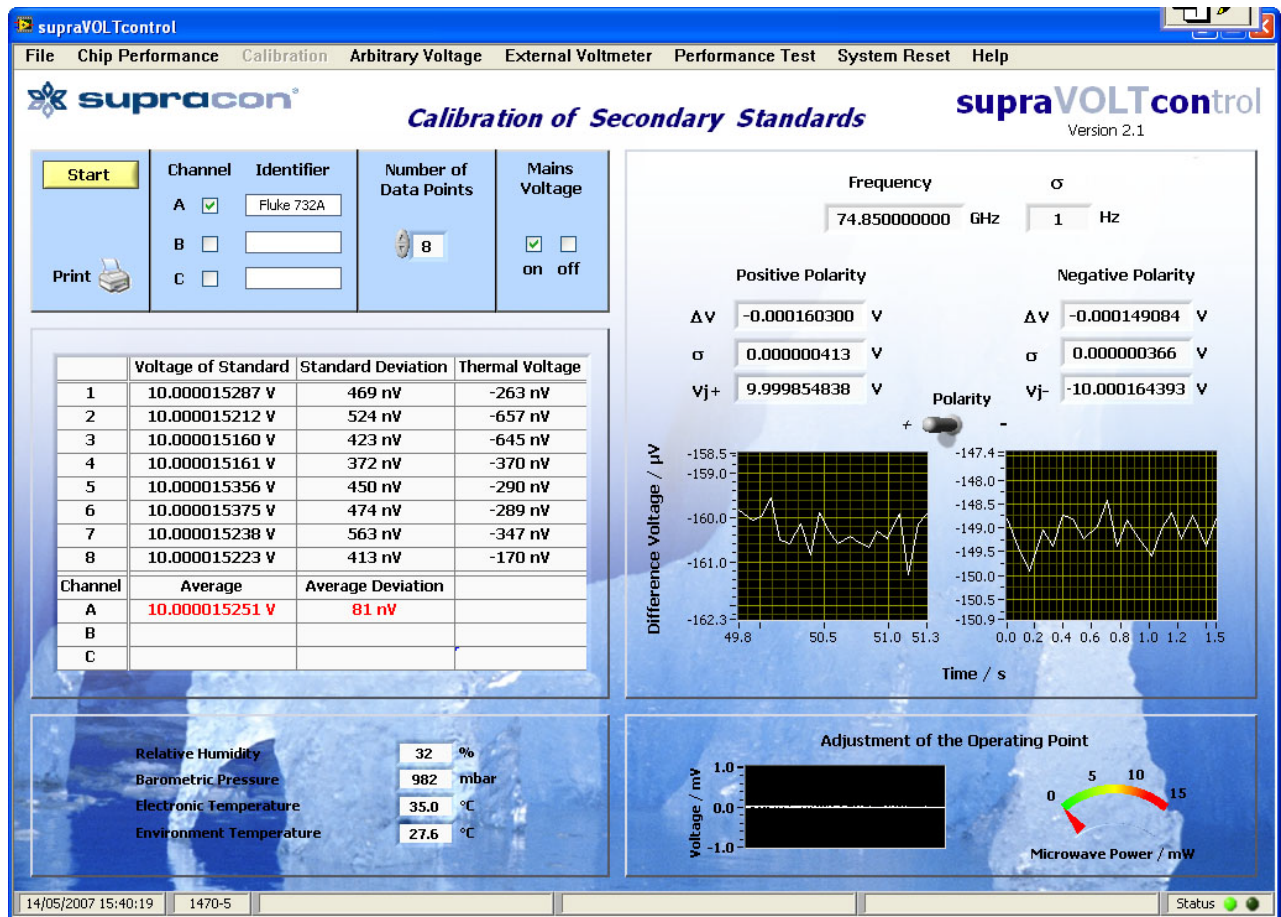 supraVOLTcontrol
File Chip Performance Calibration Arbitrary Voltage External Voltmeter Performance Test System Reset Help
supracon®
Calibration of Secondary Standards
supraVOLTcontrol
Version 2.1
Start
Print
Channel Identifier
A Fluke 732A
B
C
Number of
Data Points
8
Mains
Voltage
on off
Frequency σ
74.850000000 GHz 1 Hz
Positive Polarity Negative Polarity
ΔV -0.000160300 V ΔV -0.000149084 V
σ 0.000000413 V σ 0.000000366 V
Vj+ 9.999854838 V Vj- -10.000164393 V
Polarity
+ -
Voltage of Standard Standard Deviation Thermal Voltage
1 10.000015287 V 469 nV -263 nV
2 10.000015212 V 524 nV -657 nV
3 10.000015160 V 423 nV -645 nV
4 10.000015161 V 372 nV -370 nV
5 10.000015356 V 450 nV -290 nV
6 10.000015375 V 474 nV -289 nV
7 10.000015238 V 563 nV -347 nV
8 10.000015223 V 413 nV -170 nV
Channel Average Average Deviation
A 10.000015251 V 81 nV
B
C
Difference Voltage / µV
-158.5
-159.0
-160.0
-161.0
-162.3
49.8 50.5 51.0 51.3
-147.4
-148.0
-148.5
-149.0
-149.5
-150.0
-150.5
-150.9
0.0 0.2 0.4 0.6 0.8 1.0 1.2 1.5
Time / s
Relative Humidity 32 %
Barometric Pressure 982 mbar
Electronic Temperature 35.0 °C
Environment Temperature 27.6 °C
Adjustment of the Operating Point
Voltage / mV
1.0
0.0
-1.0
0 5 10 15
Microwave Power / mW
14/05/2007 15:40:19 1470-5 Status